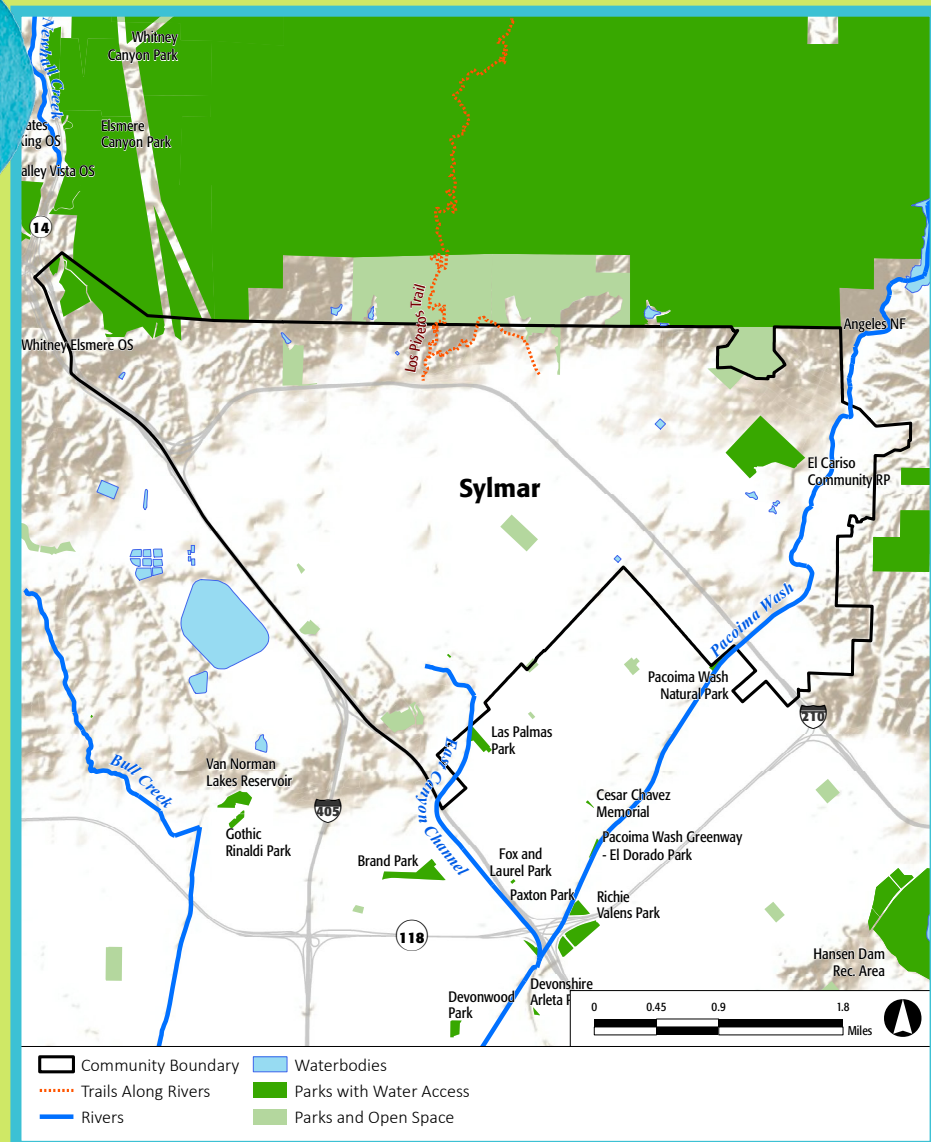 Newhall Creek
Whitney
Canyon Park
Elsmere
Canyon Park
OS
Vista OS
14
Los Pinetos Trail
Whitney Elsmere OS
Angeles NF
El Cariso
Community RP
Sylmar
Pacoima Wash
Pacoima Wash
Natural Park
210
Las Palmas
Park
East Canyon Channel
Van Norman
Lakes Reservoir
Bull Creek
405
Gothic
Rinaldi Park
Cesar Chavez
Memorial
Pacoima Wash Greenway
- El Dorado Park
Brand Park
Fox and
Laurel Park
Paxton Park
Richie
Valens Park
118
Hansen Dam
Rec. Area
Devonwood
Park
Devonshire
Arleta
0 0.45 0.9 1.8
Miles
Community Boundary
Trails Along Rivers
Rivers
Waterbodies
Parks with Water Access
Parks and Open Space